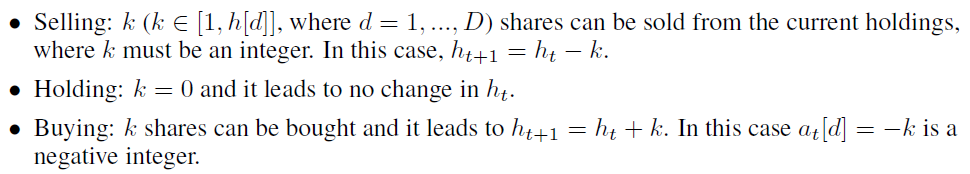 • Selling: k (k ∈ [1, h[d]], where d = 1, ..., D) shares can be sold from the current holdings,
where k must be an integer. In this case, h_{t+1} = h_t − k.
• Holding: k = 0 and it leads to no change in h_t.
• Buying: k shares can be bought and it leads to h_{t+1} = h_t + k. In this case a_t[d] = −k is a
negative integer.